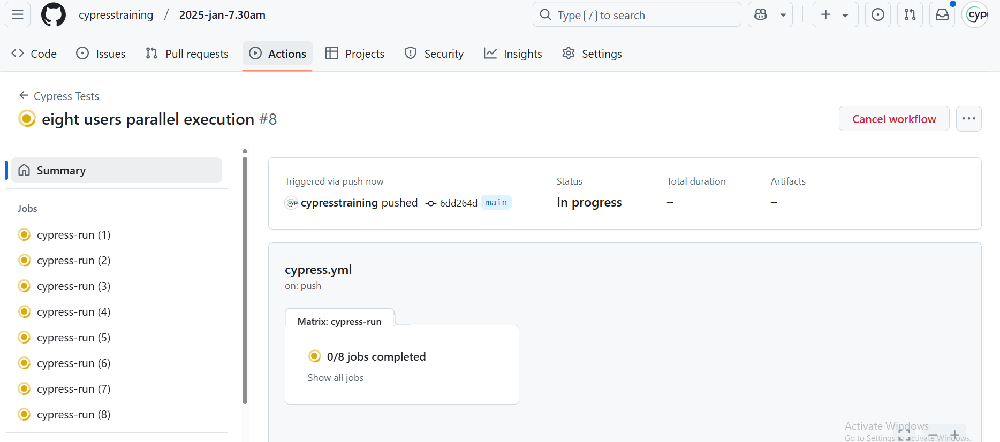 cypresstraining / 2025-jan-7.30am
Type / to search
cyp
Code Issues Pull requests Actions Projects Security Insights Settings
Cypress Tests
eight users parallel execution #8
Cancel workflow
Summary
Jobs
cypress-run (1)
cypress-run (2)
cypress-run (3)
cypress-run (4)
cypress-run (5)
cypress-run (6)
cypress-run (7)
cypress-run (8)
Triggered via push now
cyp cypresstraining pushed 6dd264d main
Status
In progress
Total duration
–
Artifacts
–
cypress.yml
on: push
Matrix: cypress-run
0/8 jobs completed
Show all jobs
Activate Windows
Go to Settings to activate Windows.